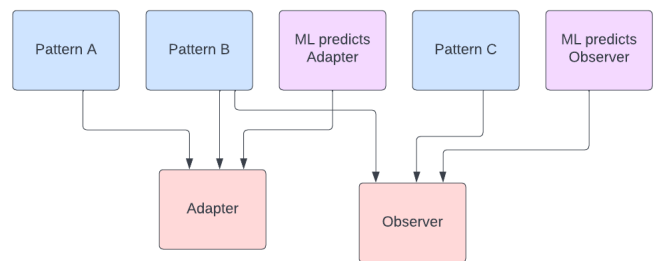 Pattern A
Pattern B
ML predicts
Adapter
Pattern C
ML predicts
Observer
Adapter
Observer